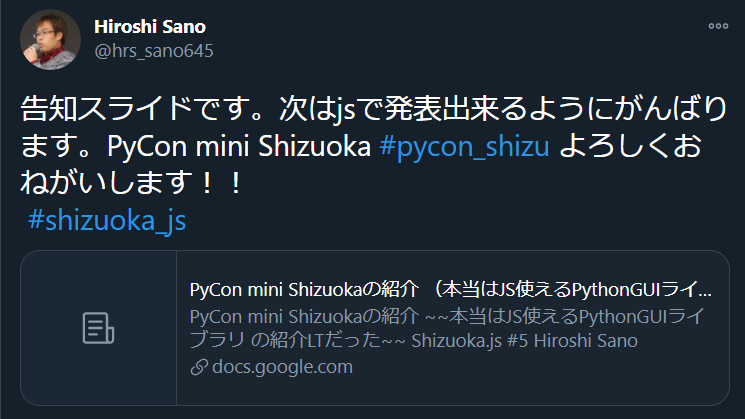 Hiroshi Sano
@hrs_sano645
告知スライドです。次はjsで発表出来るようにがんばり
ます。PyCon mini Shizuoka #pycon_shizu よろしくお
ねがいします！！
#shizuoka_js
PyCon mini Shizuokaの紹介 （本当はJS使えるPythonGUIライ...
PyCon mini Shizuokaの紹介 ~~本当はJS使えるPythonGUIライ
ブラリ の紹介LTだった~~ Shizuoka.js #5 Hiroshi Sano
docs.google.com